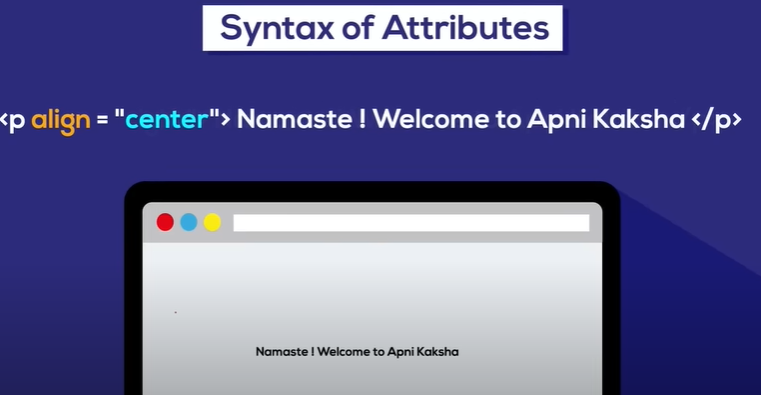 Syntax of Attributes
<p align = "center"> Namaste ! Welcome to Apni Kaksha </p>
Namaste ! Welcome to Apni Kaksha